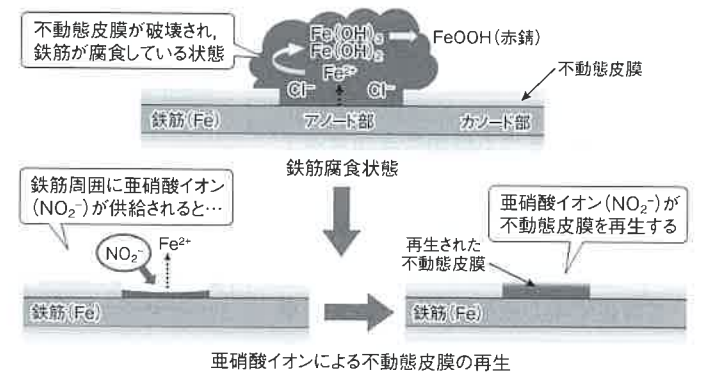 不動態皮膜が破壊され,
鉄筋が腐食している状態
Fe(OH)₃
Fe(OH)₂
FeOOH(赤錆)
Fe²⁺
Cl⁻ Cl⁻
不動態皮膜
鉄筋(Fe) アノード部 カソード部
鉄筋腐食状態
鉄筋周囲に亜硝酸イオン
(NO₂⁻)が供給されると…
NO₂⁻
Fe²⁺
鉄筋(Fe)
亜硝酸イオン(NO₂⁻)が
不動態皮膜を再生する
再生された
不動態皮膜
鉄筋(Fe)
亜硝酸イオンによる不動態皮膜の再生